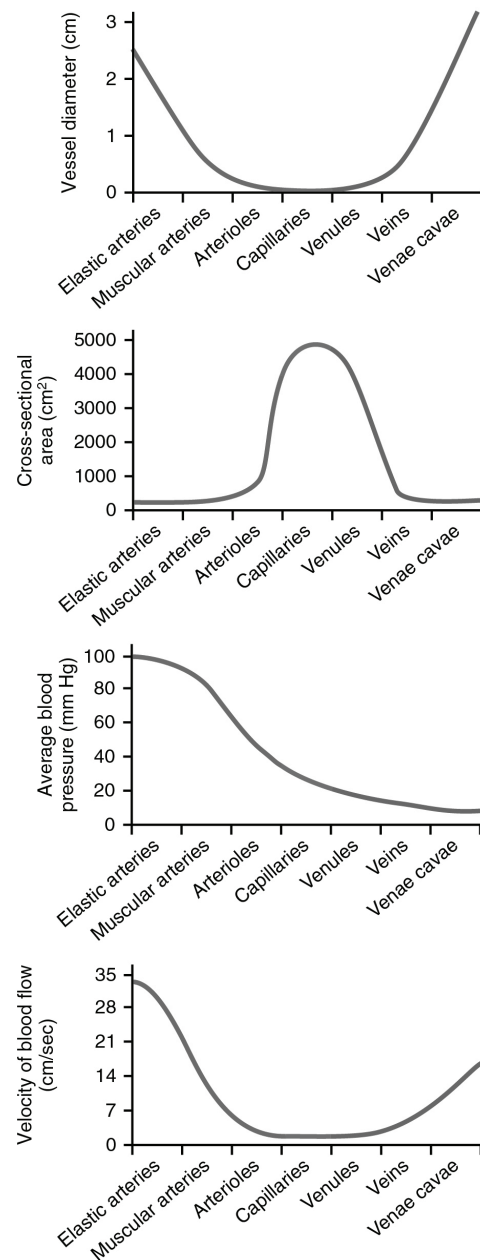 Vessel diameter (cm)
3
2
1
0
Elastic arteries
Muscular arteries
Arterioles
Capillaries
Venules
Veins
Venae cavae
Cross-sectional
area (cm²)
5000
4000
3000
2000
1000
0
Elastic arteries
Muscular arteries
Arterioles
Capillaries
Venules
Veins
Venae cavae
Average blood
pressure (mm Hg)
100
80
60
40
20
0
Elastic arteries
Muscular arteries
Arterioles
Capillaries
Venules
Veins
Venae cavae
Velocity of blood flow
(cm/sec)
35
28
21
14
7
0
Elastic arteries
Muscular arteries
Arterioles
Capillaries
Venules
Veins
Venae cavae